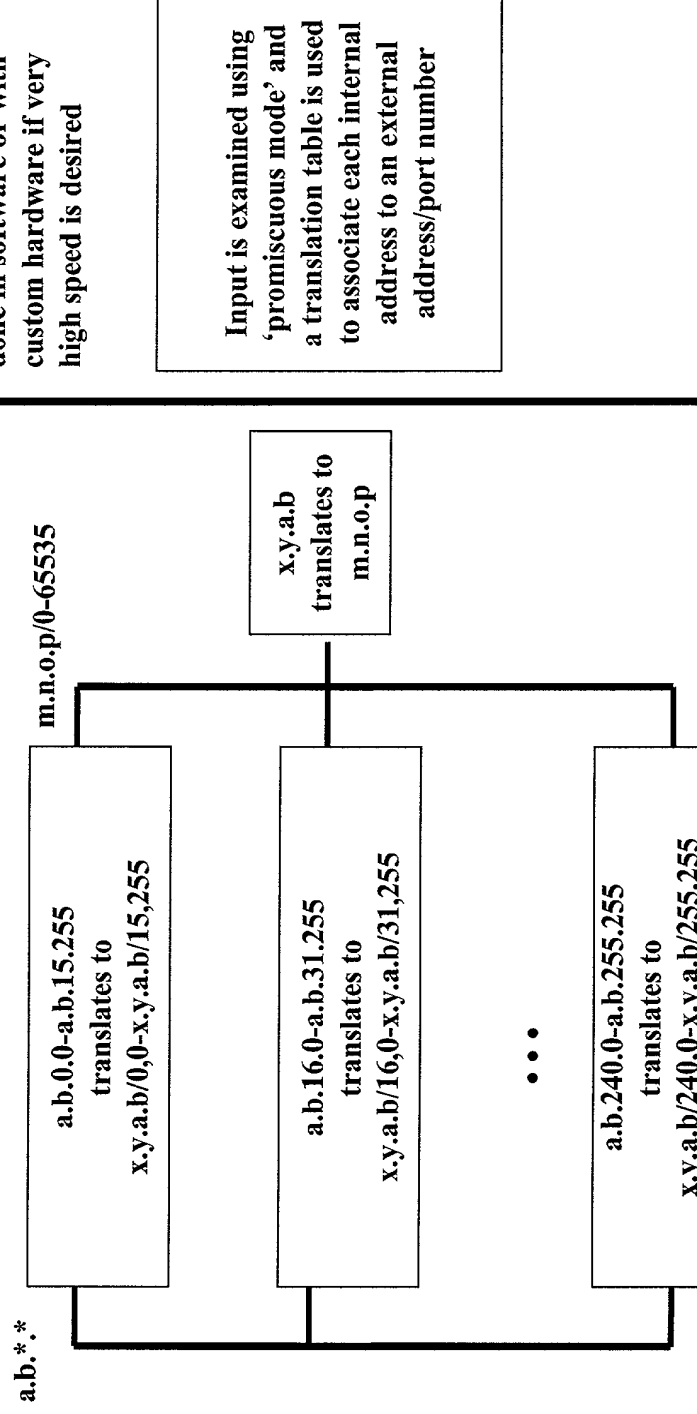 a.b.*.*
a.b.0.0-a.b.15.255
translates to
x.y.a.b/0,0-x.y.a.b/15,255
a.b.16.0-a.b.31.255
translates to
x.y.a.b/16,0-x.y.a.b/31,255
• • •
a.b.240.0-a.b.255.255
translates to
x.y.a.b/240.0-x.y.a.b/255.255
m.n.o.p/0-65535
x.y.a.b
translates to
m.n.o.p
done in software or with
custom hardware if very
high speed is desired
Input is examined using
‘promiscuous mode’ and
a translation table is used
to associate each internal
address to an external
address/port number